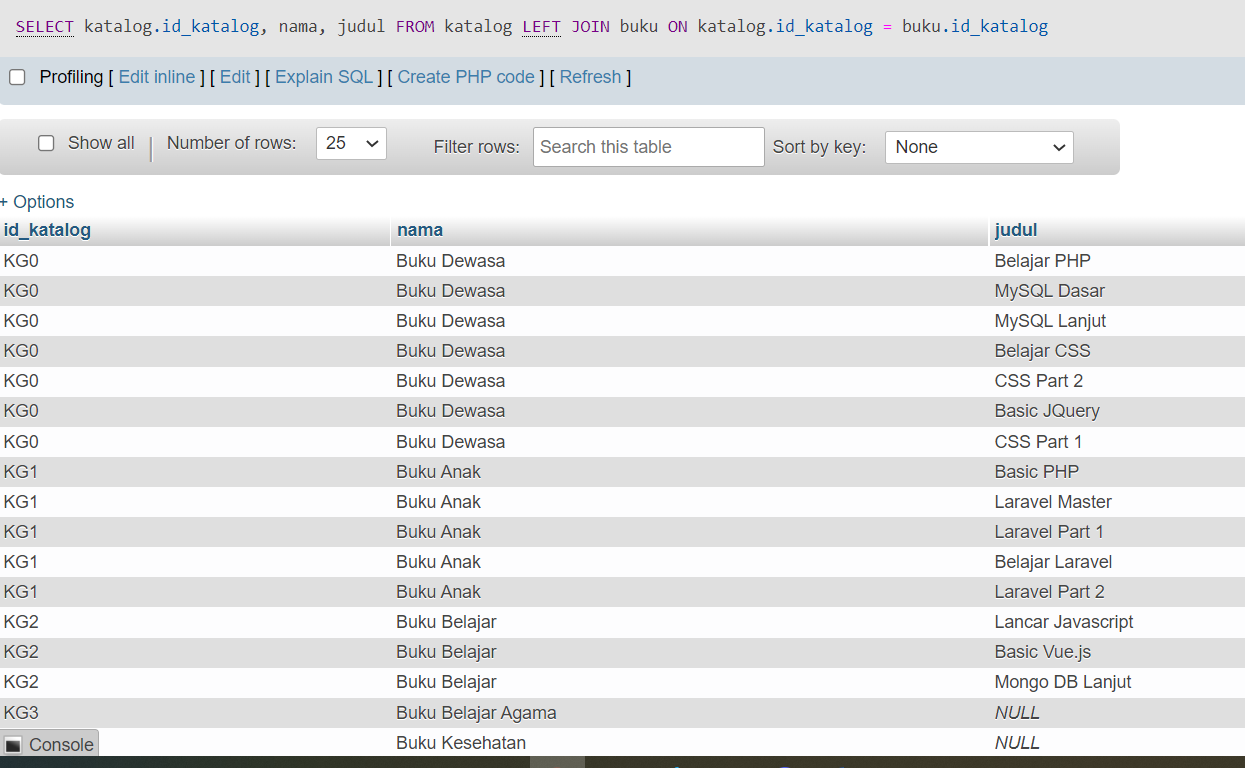 SELECT katalog.id_katalog, nama, judul FROM katalog LEFT JOIN buku ON katalog.id_katalog = buku.id_katalog
Profiling [ Edit inline ] [ Edit ] [ Explain SQL ] [ Create PHP code ] [ Refresh ]
Show all | Number of rows: 25 Filter rows: Search this table Sort by key: None
+ Options
id_katalog nama judul
KG0 Buku Dewasa Belajar PHP
KG0 Buku Dewasa MySQL Dasar
KG0 Buku Dewasa MySQL Lanjut
KG0 Buku Dewasa Belajar CSS
KG0 Buku Dewasa CSS Part 2
KG0 Buku Dewasa Basic JQuery
KG0 Buku Dewasa CSS Part 1
KG1 Buku Anak Basic PHP
KG1 Buku Anak Laravel Master
KG1 Buku Anak Laravel Part 1
KG1 Buku Anak Belajar Laravel
KG1 Buku Anak Laravel Part 2
KG2 Buku Belajar Lancar Javascript
KG2 Buku Belajar Basic Vue.js
KG2 Buku Belajar Mongo DB Lanjut
KG3 Buku Belajar Agama NULL
Console Buku Kesehatan NULL